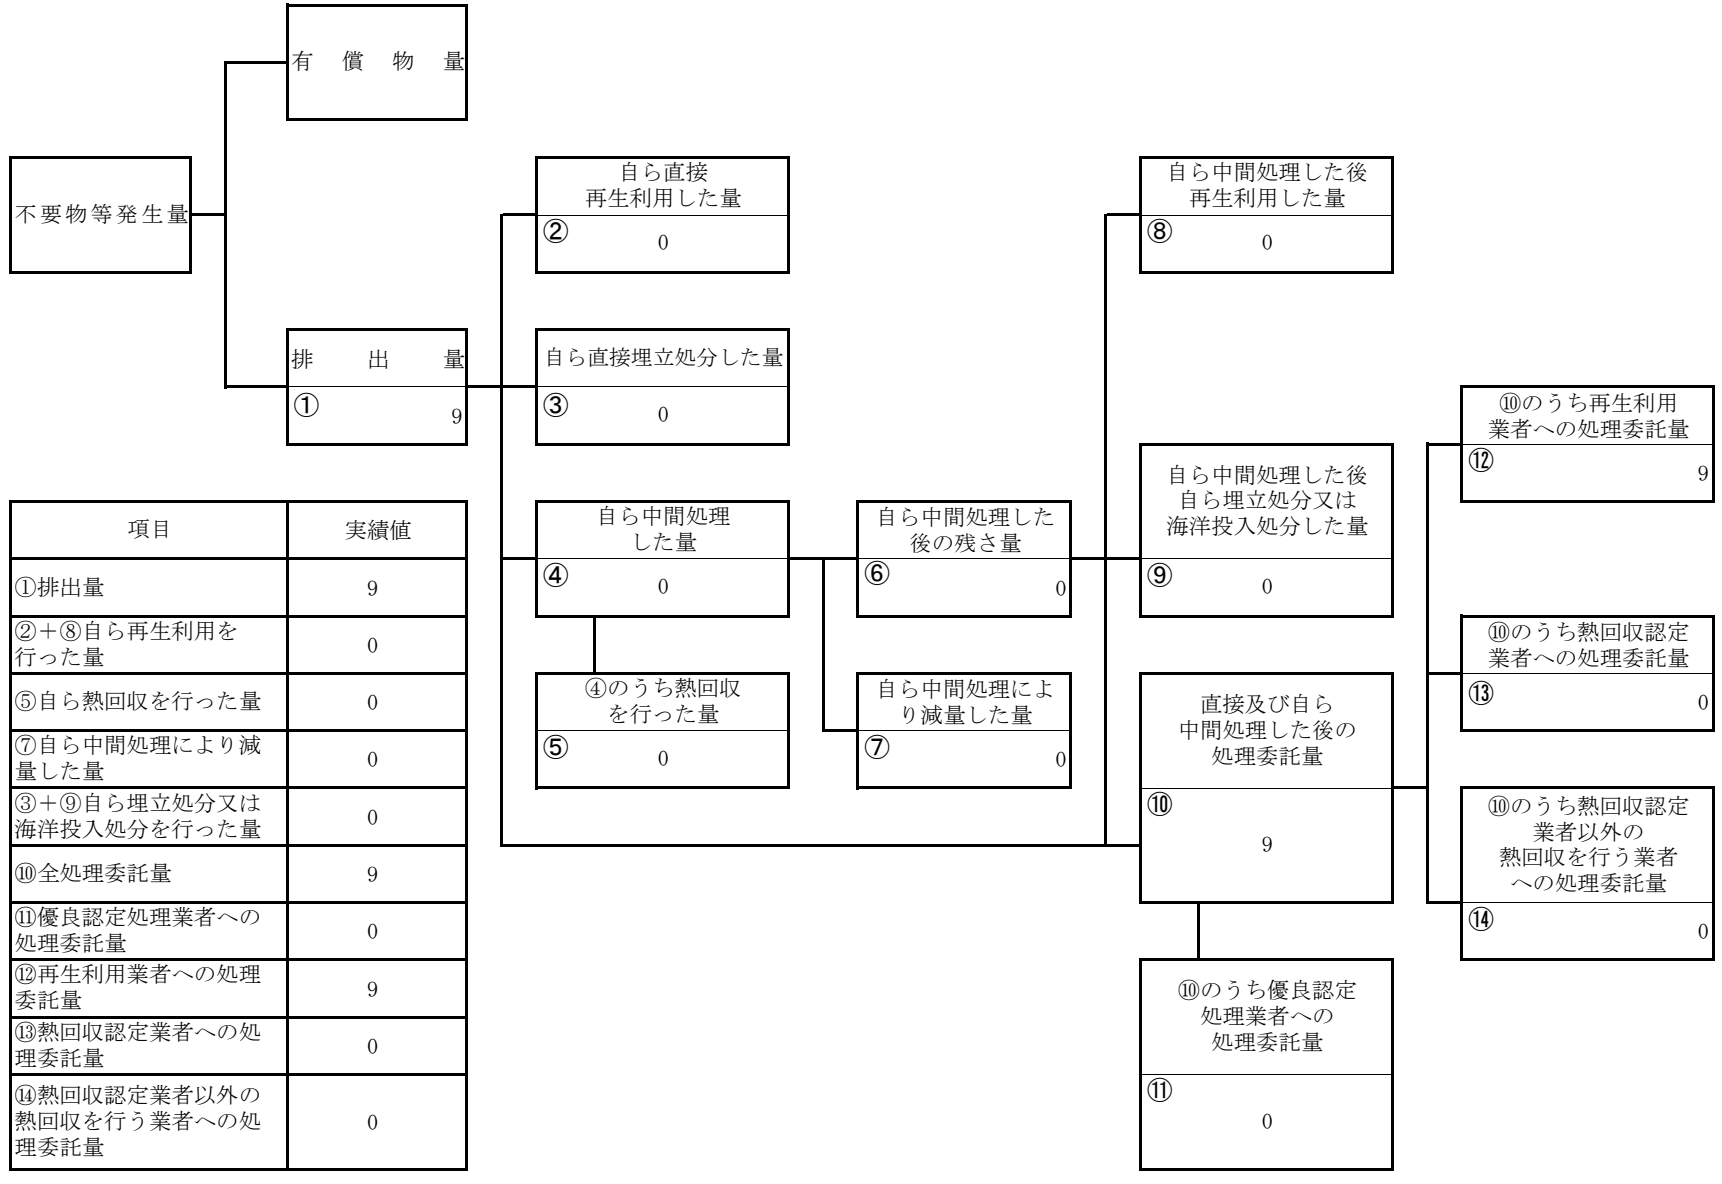 有償物量
不要物等発生量
排出量
①
9
自ら直接
再生利用した量
②
0
自ら直接埋立処分した量
③
0
自ら中間処理
した量
④
0
④のうち熱回収
を行った量
⑤
0
自ら中間処理した
後の残さ量
⑥
0
自ら中間処理によ
り減量した量
⑦
0
自ら中間処理した後
再生利用した量
⑧
0
自ら中間処理した後
自ら埋立処分又は
海洋投入処分した量
⑨
0
直接及び自ら
中間処理した後の
処理委託量
⑩
9
⑩のうち優良認定
処理業者への
処理委託量
⑪
0
⑩のうち再生利用
業者への処理委託量
⑫
9
⑩のうち熱回収認定
業者への処理委託量
⑬
0
⑩のうち熱回収認定
業者以外の
熱回収を行う業者
への処理委託量
⑭
0
項目 実績値
①排出量 9
②＋⑧自ら再生利用を
行った量 0
⑤自ら熱回収を行った量 0
⑦自ら中間処理により減
量した量 0
③＋⑨自ら埋立処分又は
海洋投入処分を行った量 0
⑩全処理委託量 9
⑪優良認定処理業者への
処理委託量 0
⑫再生利用業者への処理
委託量 9
⑬熱回収認定業者への処
理委託量 0
⑭熱回収認定業者以外の
熱回収を行う業者への処
理委託量 0